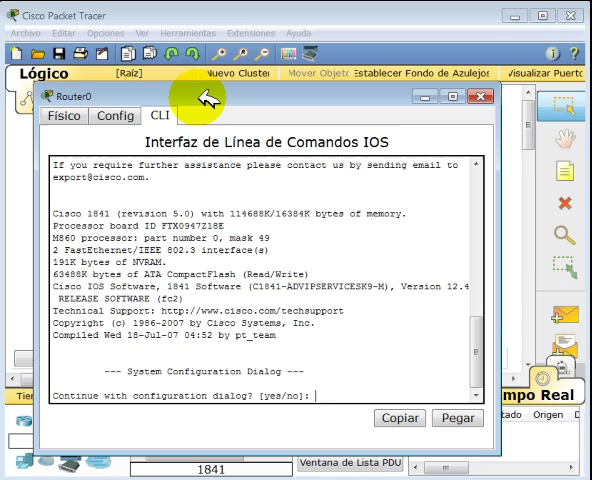 Cisco Packet Tracer
Archivo Editar Opciones Ver Herramientas Extensiones Ayuda
Lógico [Raíz] Nuevo Cluster Mover Objeto Establecer Fondo de Azulejos Visualizar Puerto
Router0
Físico Config CLI
Interfaz de Línea de Comandos IOS
If you require further assistance please contact us by sending email to
export@cisco.com.
Cisco 1841 (revision 5.0) with 114688K/16384K bytes of memory.
Processor board ID FTX0947Z18E
M860 processor: part number 0, mask 49
2 FastEthernet/IEEE 802.3 interface(s)
191K bytes of NVRAM.
63488K bytes of ATA CompactFlash (Read/Write)
Cisco IOS Software, 1841 Software (C1841-ADVIPSERVICESK9-M), Version 12.4
RELEASE SOFTWARE (fc2)
Technical Support: http://www.cisco.com/techsupport
Copyright (c) 1986-2007 by Cisco Systems, Inc.
Compiled Wed 18-Jul-07 04:52 by pt_team
--- System Configuration Dialog ---
Continue with configuration dialog? [yes/no]:
Tie
mpo Real
Copiar Pegar
tado Origen D
1841
Ventana de Lista PDU